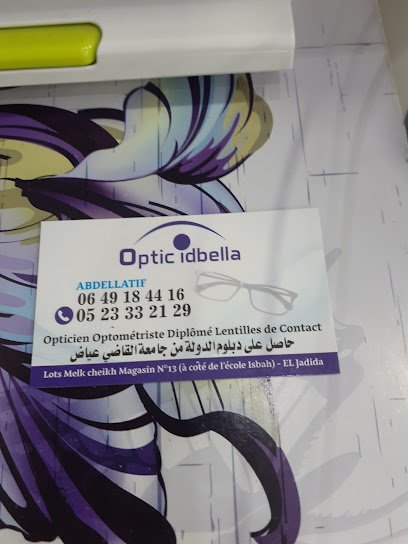 Optic idbella
ABDELLATIF
06 49 18 44 16
05 23 33 21 29
Opticien Optométriste Diplômé Lentilles de Contact
حاصل على دبلوم الدولة من جامعة القاضي عياض
Lots Melk cheikh Magasin N°13 (à côté de l'école Isbah) - EL Jadida